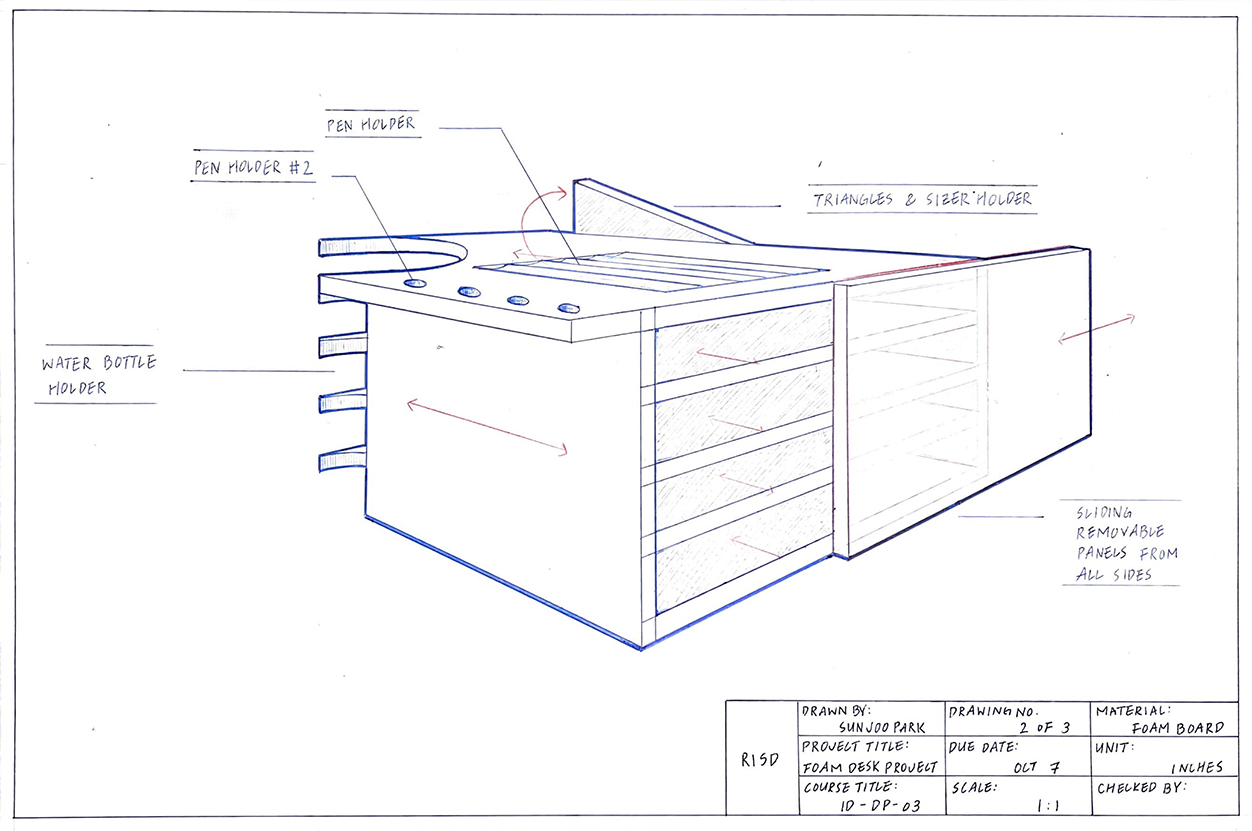 PEN HOLDER
PEN HOLDER #2
TRIANGLES & SIZER HOLDER
WATER BOTTLE
HOLDER
SLIDING
REMOVABLE
PANELS FROM
ALL SIDES
RISD
DRAWN BY:
SUNJOO PARK
DRAWING NO.
2 OF 3
MATERIAL:
FOAM BOARD
PROJECT TITLE:
FOAM DESK PROJECT
DUE DATE:
OCT 7
UNIT:
INCHES
COURSE TITLE:
ID-DP-03
SCALE:
1:1
CHECKED BY: